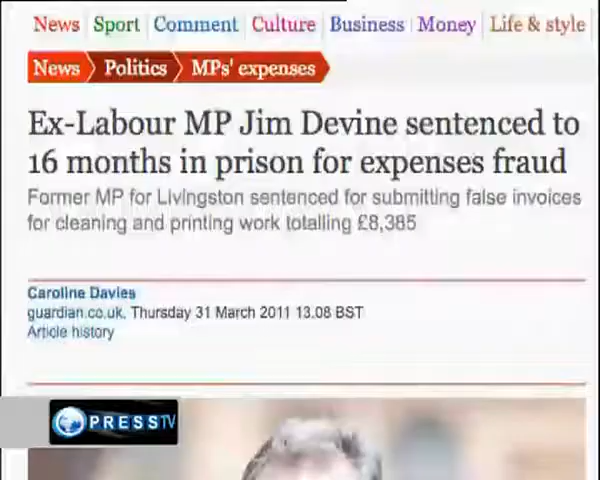 News Sport Comment Culture Business Money Life & style
News Politics MPs' expenses
Ex-Labour MP Jim Devine sentenced to
16 months in prison for expenses fraud
Former MP for Livingston sentenced for submitting false invoices
for cleaning and printing work totalling £8,385
Caroline Davies
guardian.co.uk, Thursday 31 March 2011 13.08 BST
Article history
PRESS TV